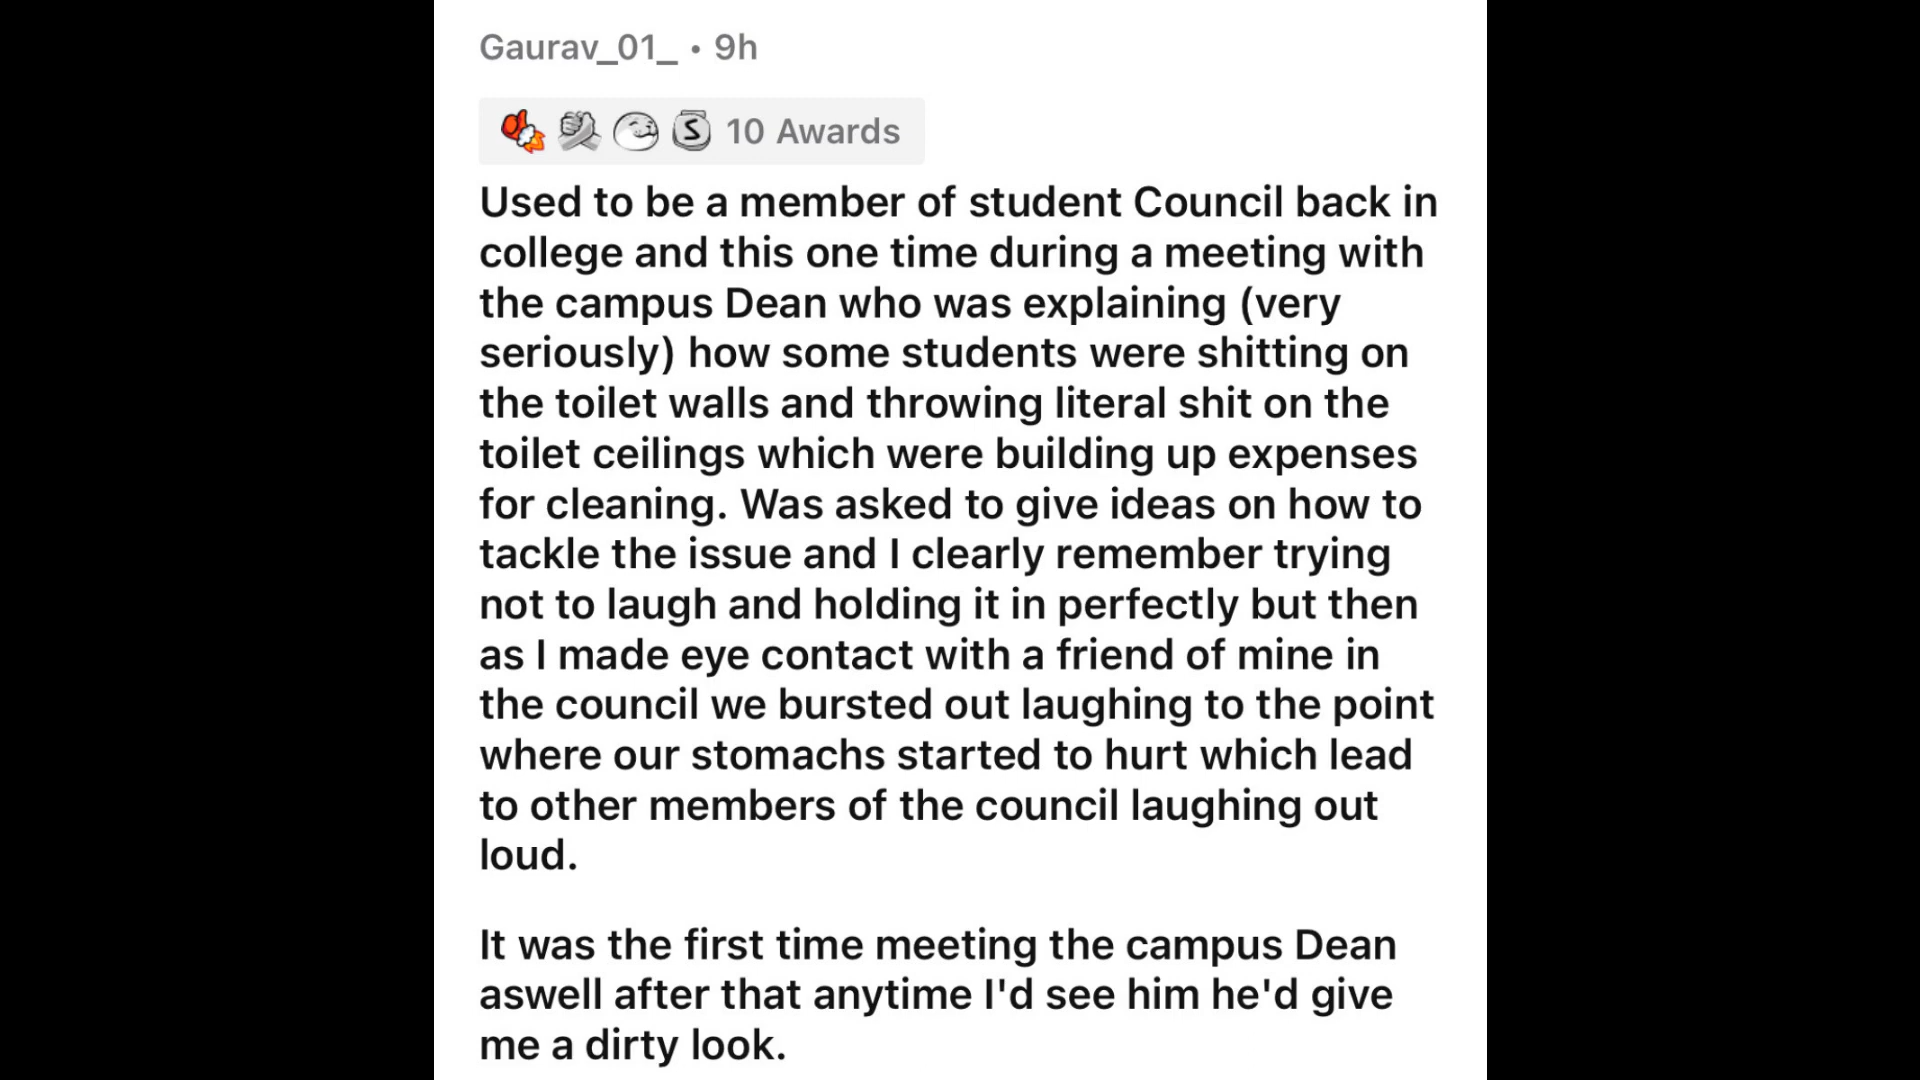 Gaurav_01_ • 9h
10 Awards
Used to be a member of student Council back in
college and this one time during a meeting with
the campus Dean who was explaining (very
seriously) how some students were shitting on
the toilet walls and throwing literal shit on the
toilet ceilings which were building up expenses
for cleaning. Was asked to give ideas on how to
tackle the issue and I clearly remember trying
not to laugh and holding it in perfectly but then
as I made eye contact with a friend of mine in
the council we bursted out laughing to the point
where our stomachs started to hurt which lead
to other members of the council laughing out
loud.
It was the first time meeting the campus Dean
aswell after that anytime I'd see him he'd give
me a dirty look.